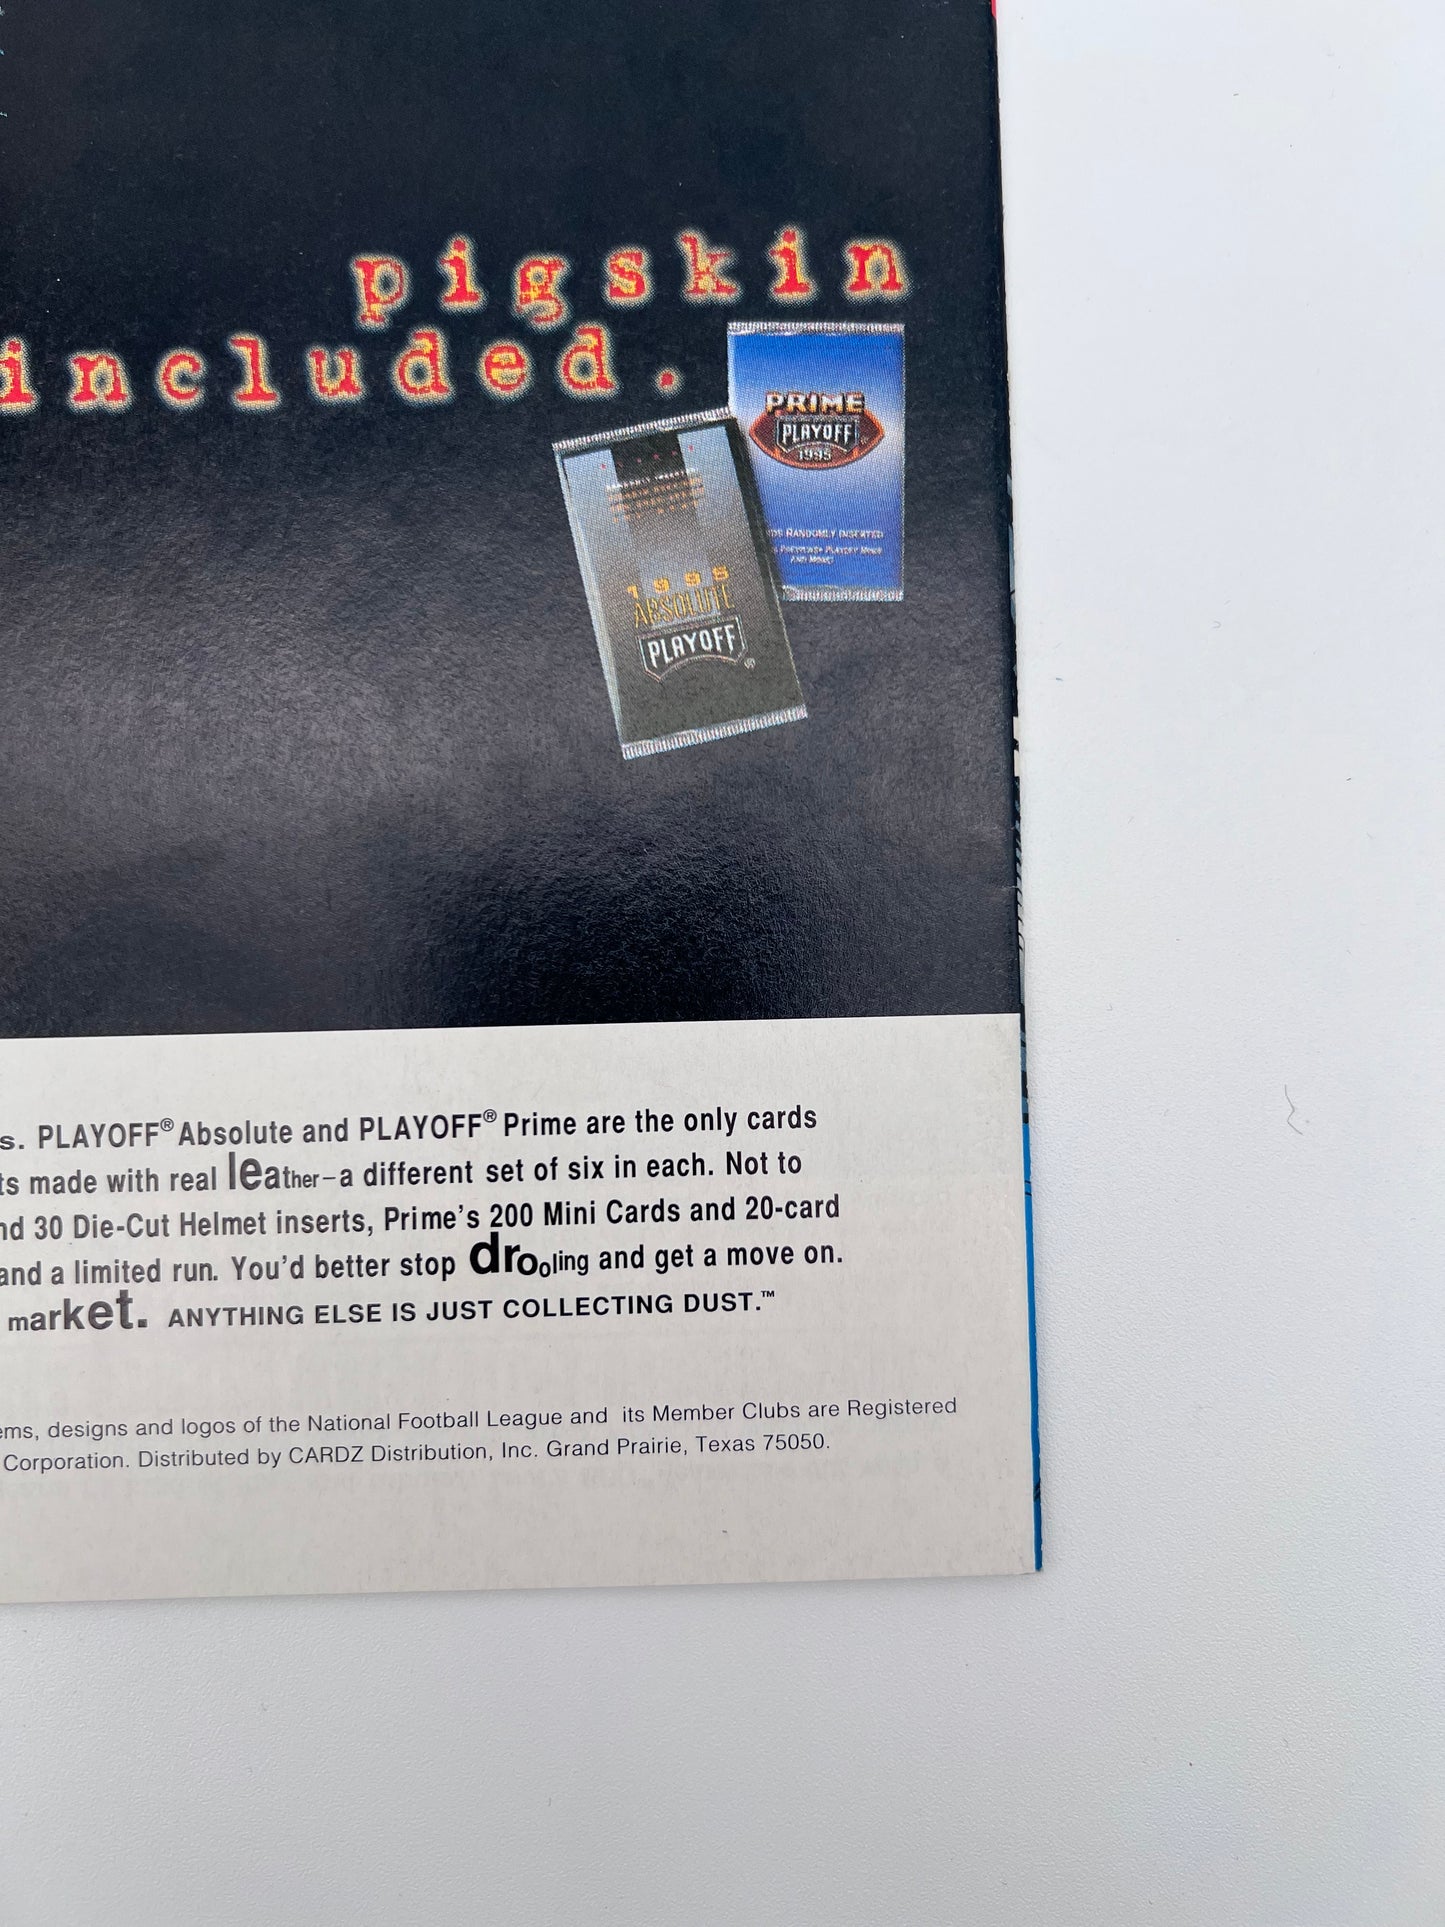 pigskin
included.
PRIME
PLAYOFF
1995
RANDOMLY INSERTED
AND MORE!
1995
ABSOLUTE
PLAYOFF®
s. PLAYOFF® Absolute and PLAYOFF® Prime are the only cards
ts made with real leather–a different set of six in each. Not to
nd 30 Die-Cut Helmet inserts, Prime's 200 Mini Cards and 20-card
and a limited run. You'd better stop drooling and get a move on.
market. ANYTHING ELSE IS JUST COLLECTING DUST.™
ems, designs and logos of the National Football League and its Member Clubs are Registered
Corporation. Distributed by CARDZ Distribution, Inc. Grand Prairie, Texas 75050.